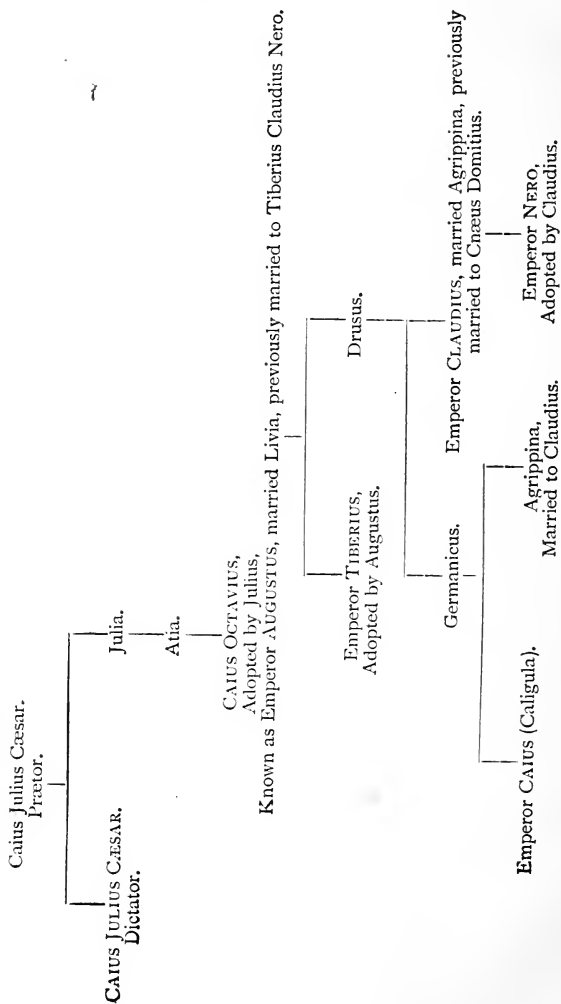 Caius Julius Cæsar.
Prætor.
CAIUS JULIUS CÆSAR.
Dictator.
Julia.
Atia.
CAIUS OCTAVIUS,
Adopted by Julius,
Known as Emperor AUGUSTUS, married Livia, previously married to Tiberius Claudius Nero.
Emperor TIBERIUS,
Adopted by Augustus.
Drusus.
Germanicus.
Emperor CLAUDIUS, married Agrippina, previously
married to Cnæus Domitius.
Emperor CAIUS (Caligula).
Agrippina,
Married to Claudius.
Emperor NERO,
Adopted by Claudius.